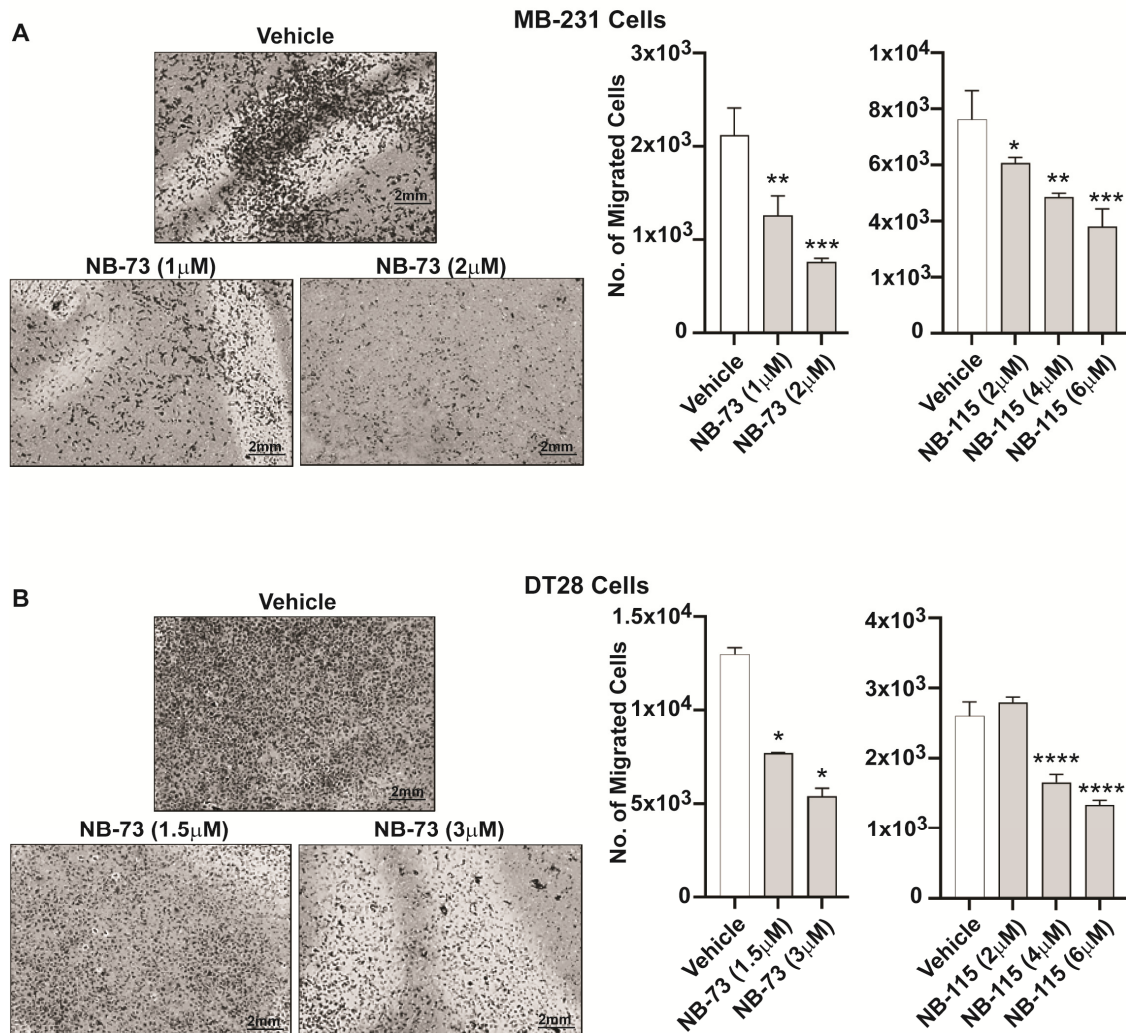 A
MB-231 Cells
Vehicle
2mm
NB-73 (1μM)
2mm
NB-73 (2μM)
2mm
No. of Migrated Cells
3x10³
2x10³
1x10³
0
**
***
Vehicle
NB-73 (1μM)
NB-73 (2μM)
1x10⁴
8x10³
6x10³
4x10³
1x10³
0
*
**
***
Vehicle
NB-115 (2μM)
NB-115 (4μM)
NB-115 (6μM)
B
DT28 Cells
Vehicle
2mm
NB-73 (1.5μM)
2mm
NB-73 (3μM)
2mm
No. of Migrated Cells
1.5x10⁴
1x10⁴
5x10³
0
*
*
Vehicle
NB-73 (1.5μM)
NB-73 (3μM)
4x10³
3x10³
2x10³
1x10³
0
****
****
Vehicle
NB-115 (2μM)
NB-115 (4μM)
NB-115 (6μM)